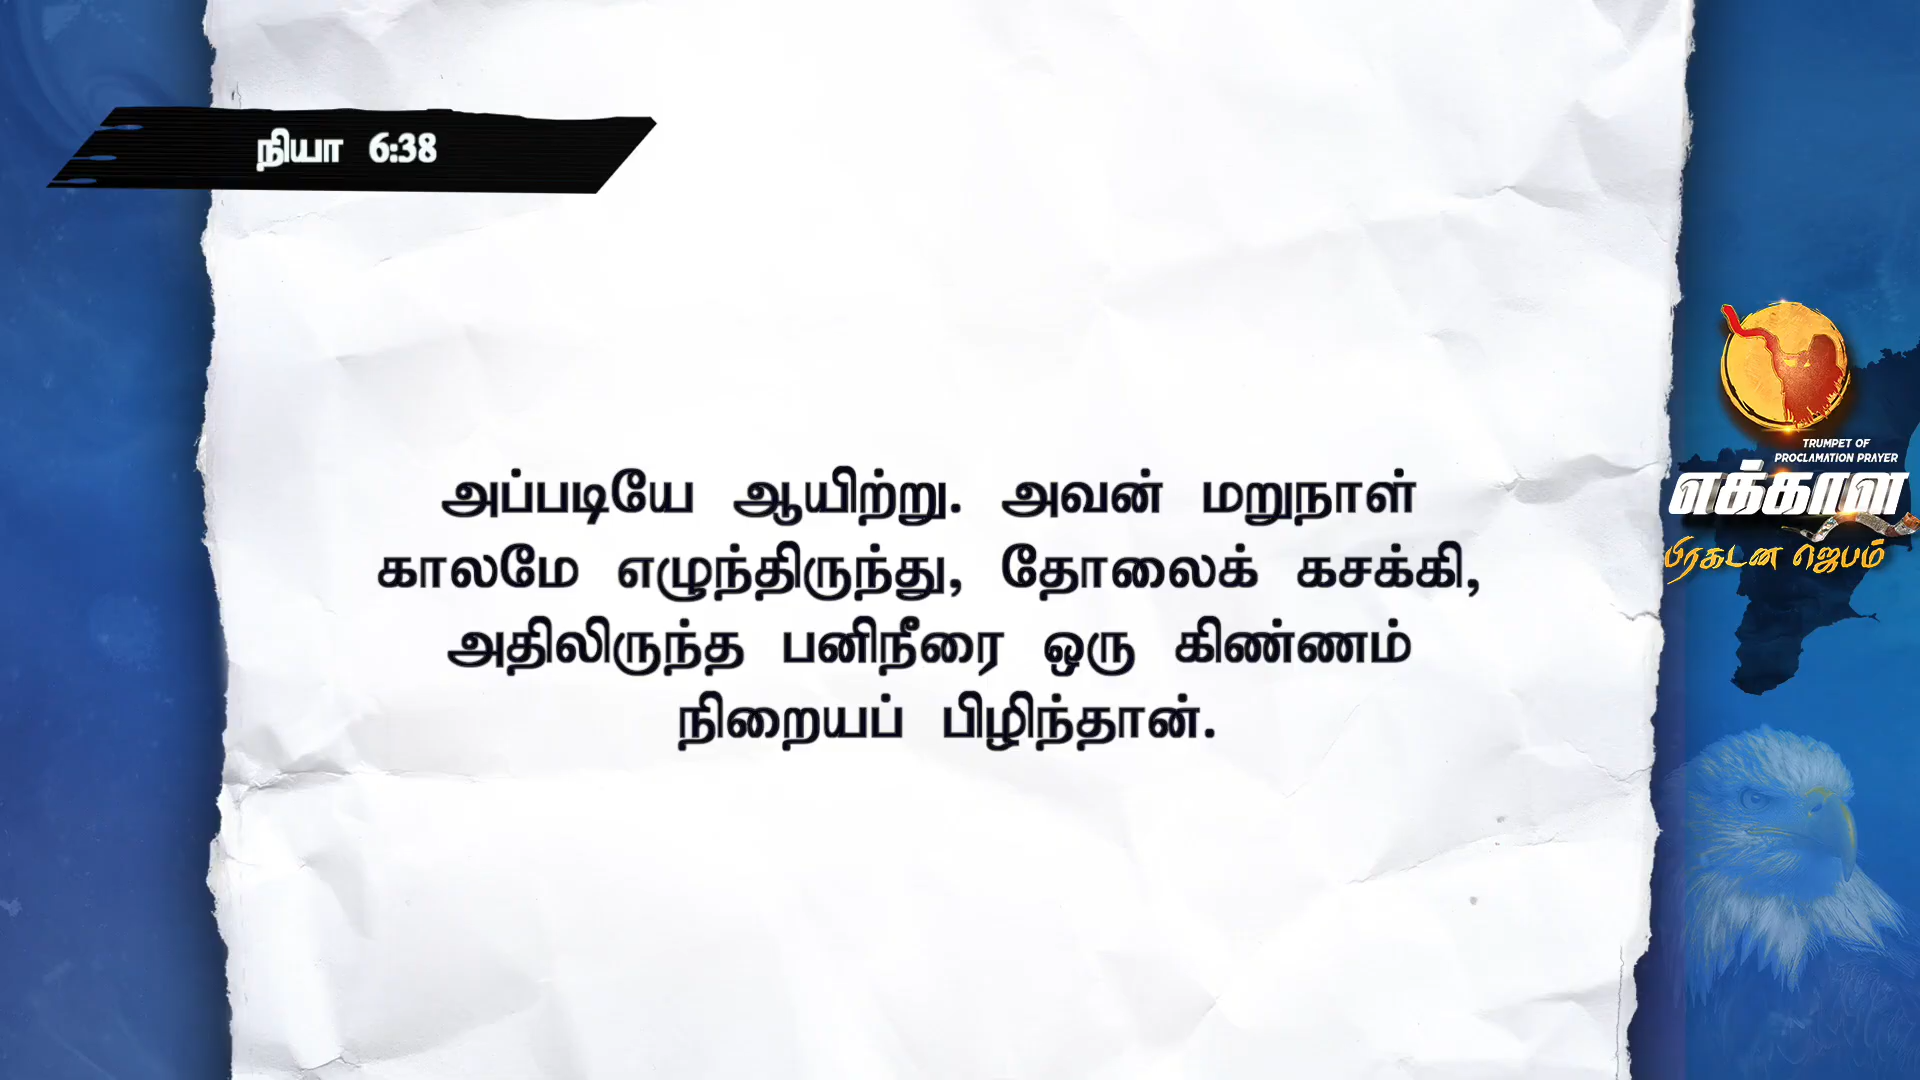 நியா 6:38
அப்படியே ஆயிற்று. அவன் மறுநாள்
காலமே எழுந்திருந்து, தோலைக் கசக்கி,
அதிலிருந்த பனிநீரை ஒரு கிண்ணம்
நிறையப் பிழிந்தான்.
TRUMPET OF
PROCLAMATION PRAYER
எக்காள
பிரகடன ஜெபம்